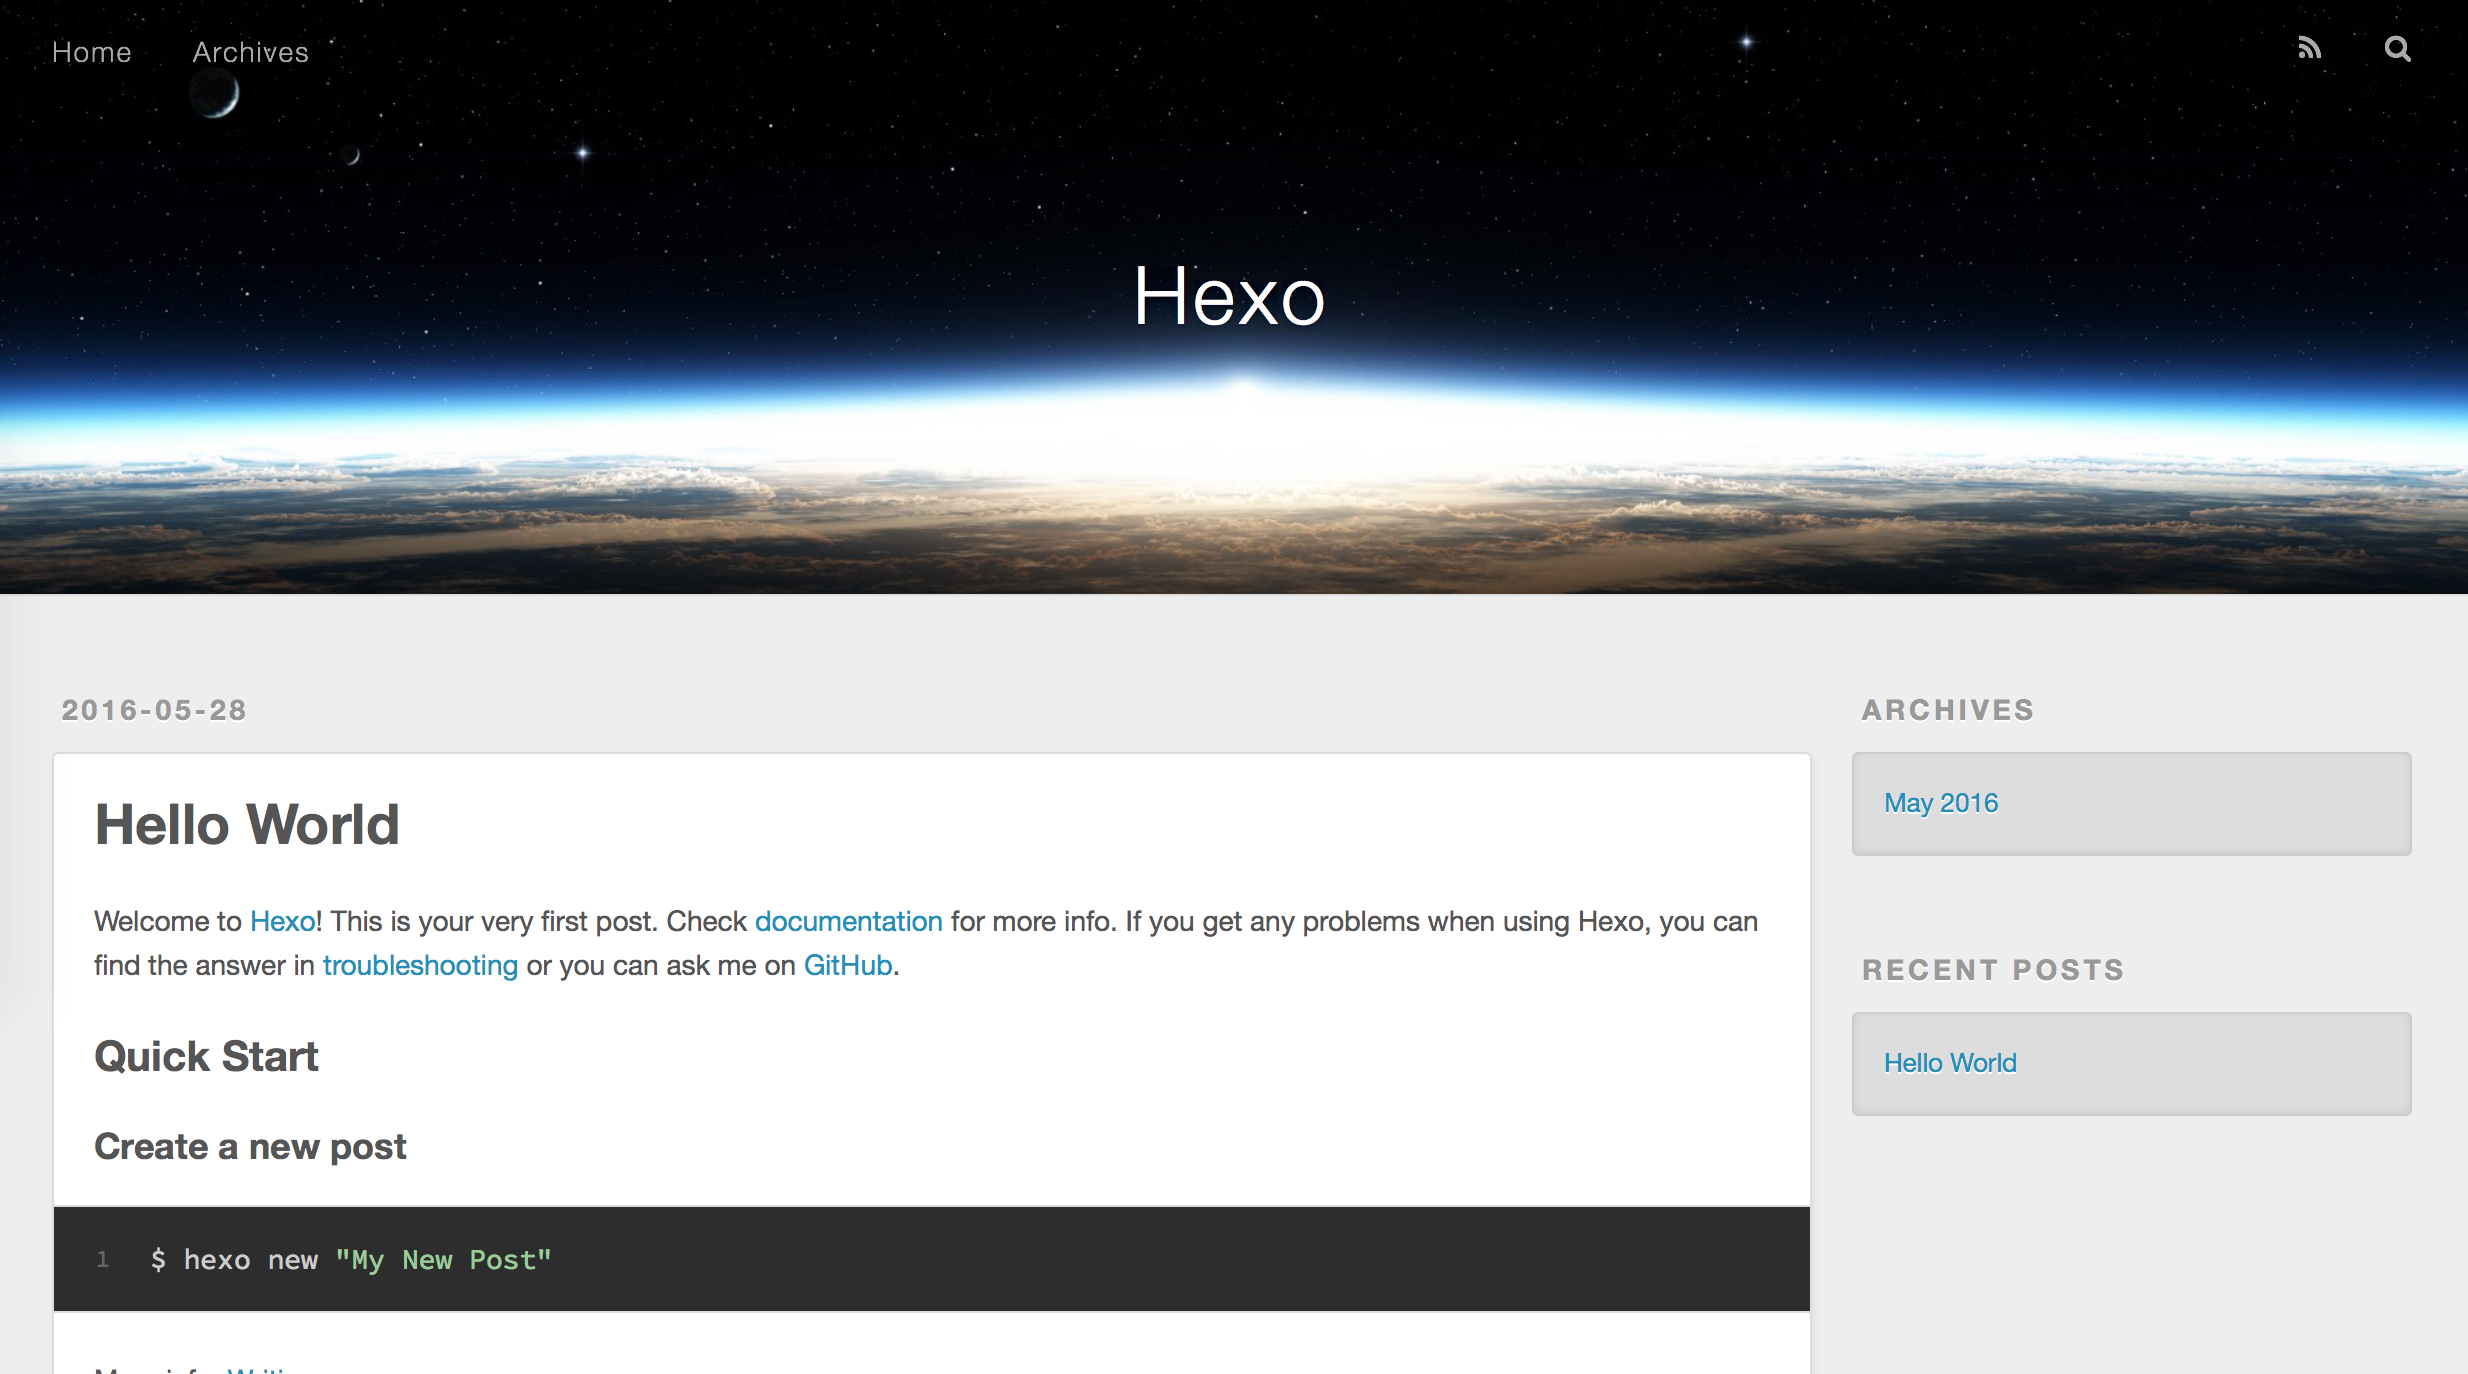 Home Archives
Hexo
2016-05-28
Hello World
Welcome to Hexo! This is your very first post. Check documentation for more info. If you get any problems when using Hexo, you can
find the answer in troubleshooting or you can ask me on GitHub.
Quick Start
Create a new post
1 $ hexo new "My New Post"
ARCHIVES
May 2016
RECENT POSTS
Hello World